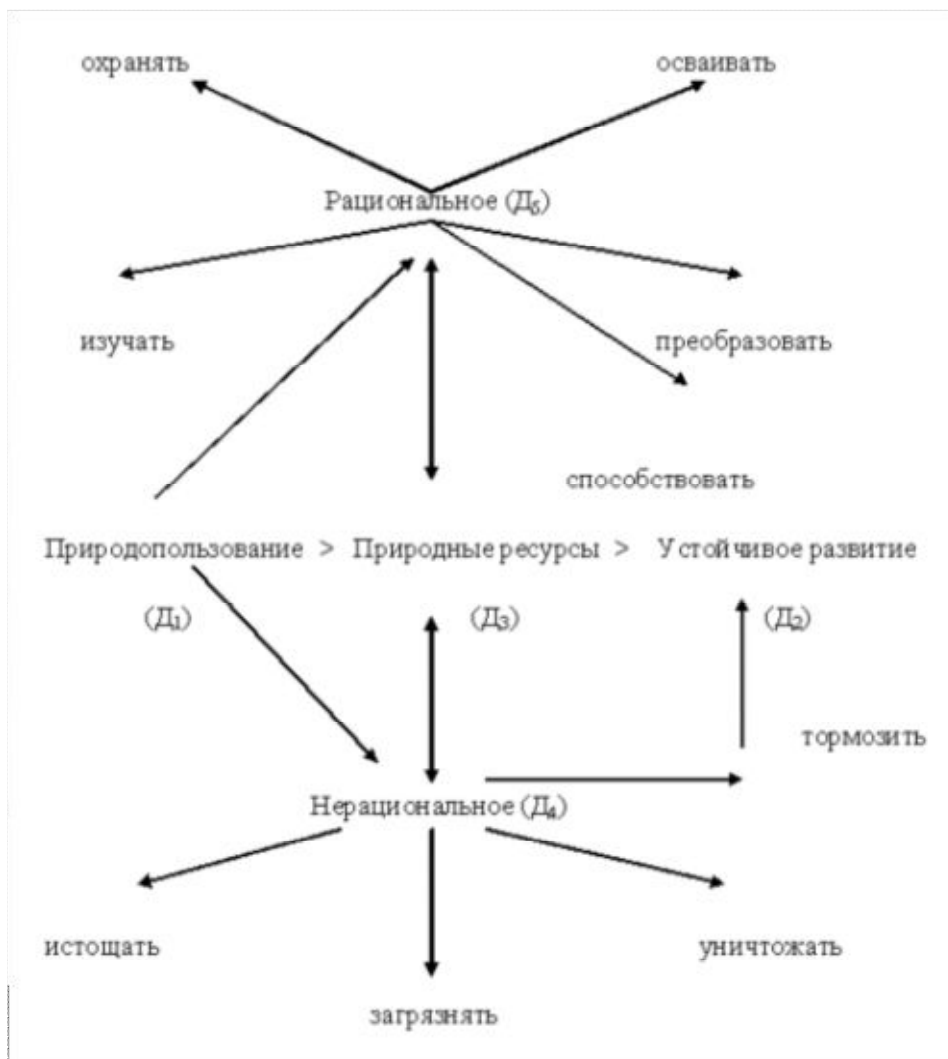 охранять осваивать
Рациональное (Д₅)
изучать преобразовать
способствовать
Природопользование > Природные ресурсы > Устойчивое развитие
(Д₁) (Д₃) (Д₂)
тормозить
Нерациональное (Д₄)
истощать уничтожать
загрязнять